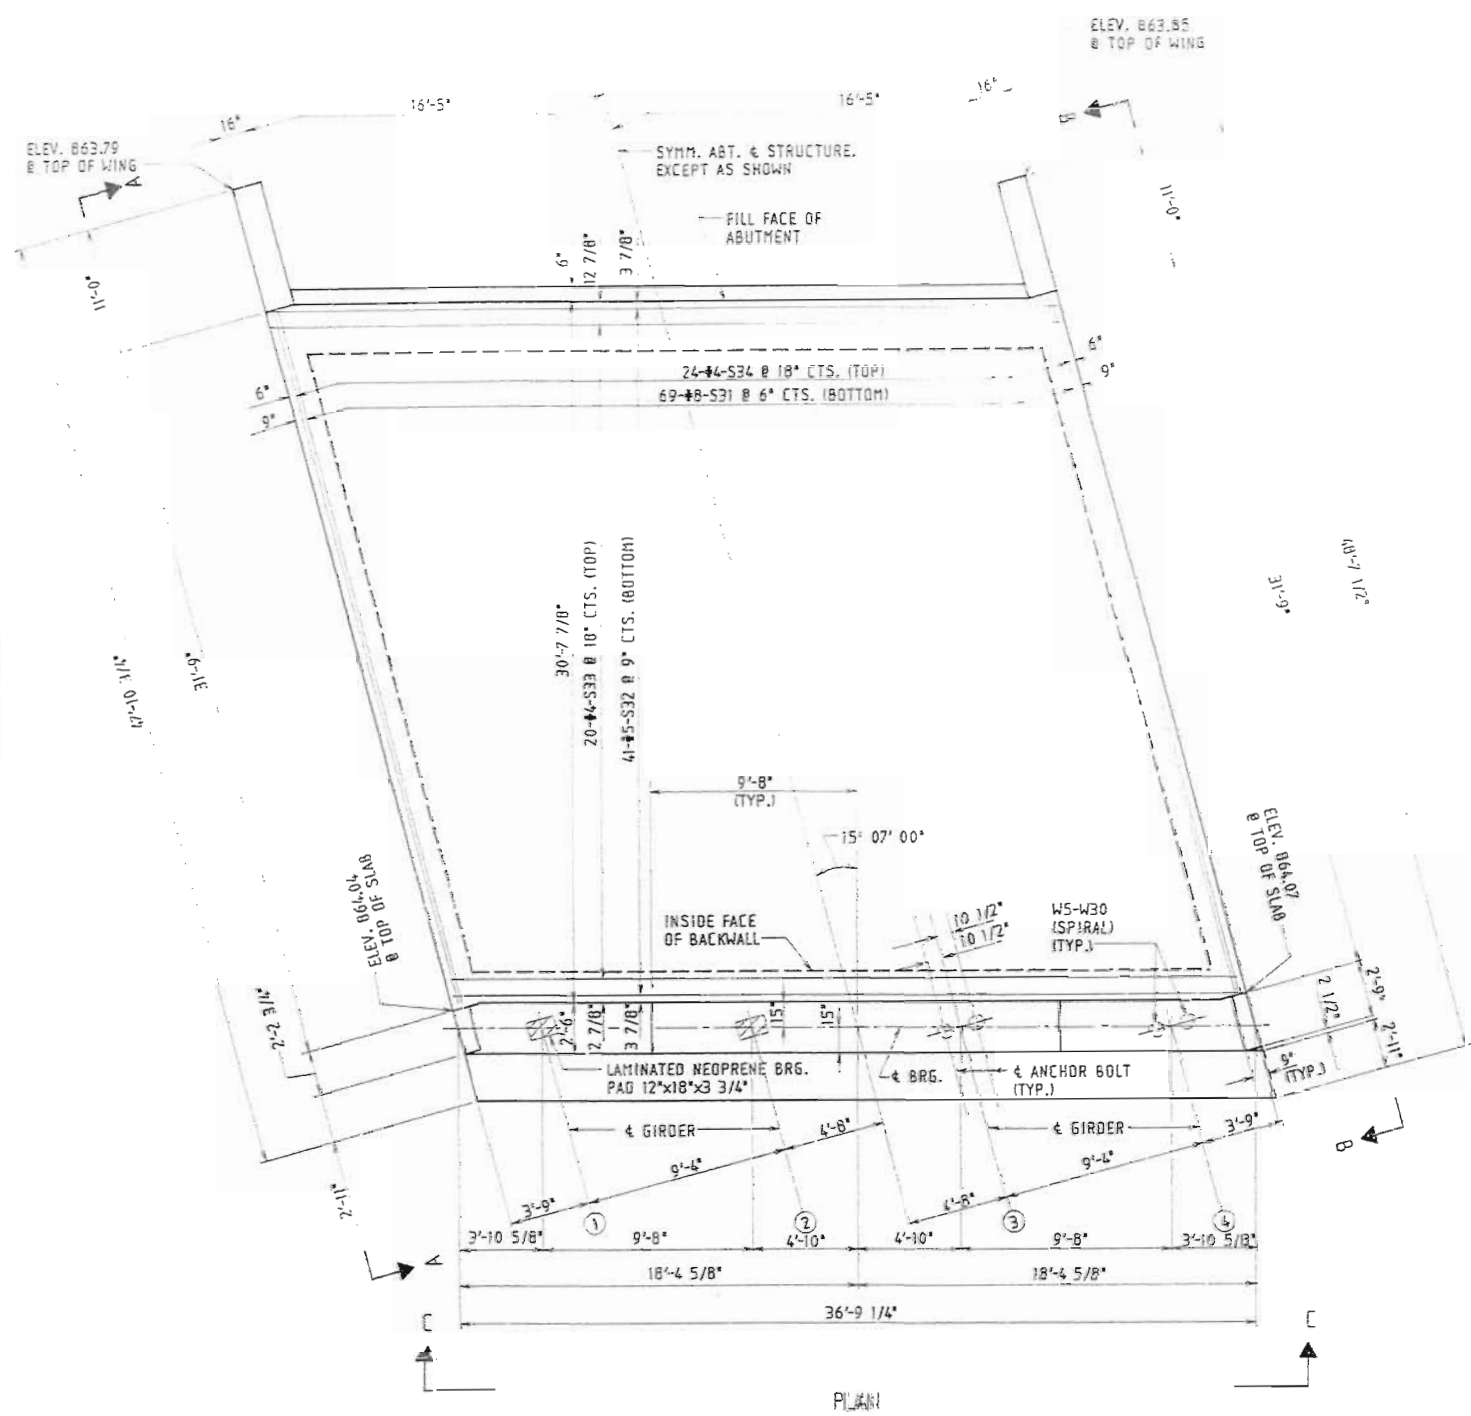 ELEV. 863.85
@ TOP OF WING
16"
16'-5"
16'-5"
16"
B
ELEV. 863.79
@ TOP OF WING
A
SYMM. ABT. ℄ STRUCTURE,
EXCEPT AS SHOWN
11'-0"
FILL FACE OF
ABUTMENT
6"
12 7/8"
3 7/8"
11'-0"
6"
9"
24-#4-S34 @ 18" CTS. (TOP)
69-#8-S31 @ 6" CTS. (BOTTOM)
6"
9"
30'-7 7/8"
20-#4-S33 @ 18" CTS. (TOP)
41-#5-S32 @ 9" CTS. (BOTTOM)
31'-9"
48'-7 1/2"
47'-10 3/4"
31'-9"
9'-8"
(TYP.)
15° 07' 00"
ELEV. 864.04
@ TOP OF SLAB
ELEV. 864.07
@ TOP OF SLAB
INSIDE FACE
OF BACKWALL
10 1/2"
10 1/2"
W5-W30
(SPIRAL)
(TYP.)
2'-2 3/4"
2'-6"
2 7/8"
3 7/8"
15"
15"
2 1/2"
2'-9"
2'-11"
9"
(TYP.)
LAMINATED NEOPRENE BRG.
PAD 12"x18"x3 3/4"
℄ BRG.
℄ ANCHOR BOLT
(TYP.)
℄ GIRDER
4'-8"
℄ GIRDER
3'-9"
B
9'-4"
9'-4"
2'-11"
3'-9"
4'-8"
1
2
3
4
3'-10 5/8"
9'-8"
4'-10"
4'-10"
9'-8"
3'-10 5/8"
A
18'-4 5/8"
18'-4 5/8"
36'-9 1/4"
C
C
PLAN